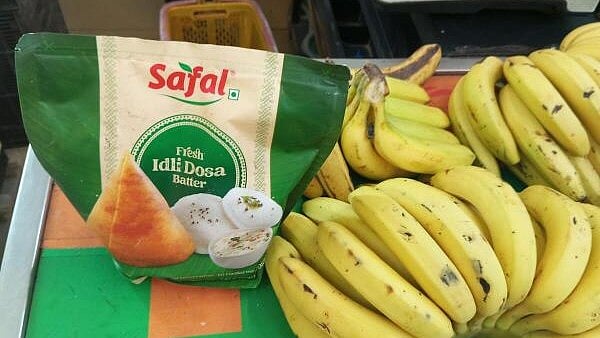 Safal
Fresh
Idli Dosa
Batter